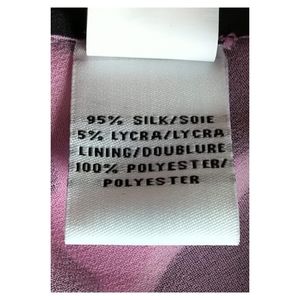 95% SILK/SOIE
5% LYCRA/LYCRA
LINING/DOUBLURE
100% POLYESTER/
POLYESTER